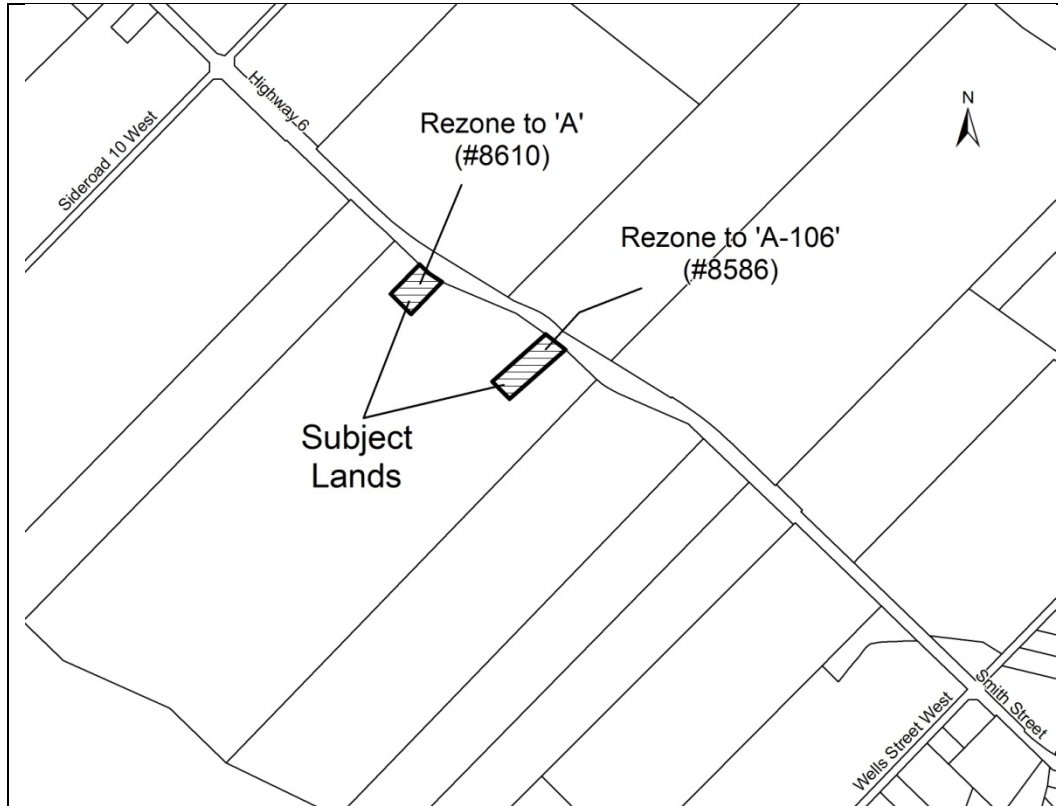 Highway 6
N
Rezone to 'A'
(#8610)
Sideroad 10 West
Rezone to 'A-106'
(#8586)
Subject
Lands
Smith Street
Wells Street West